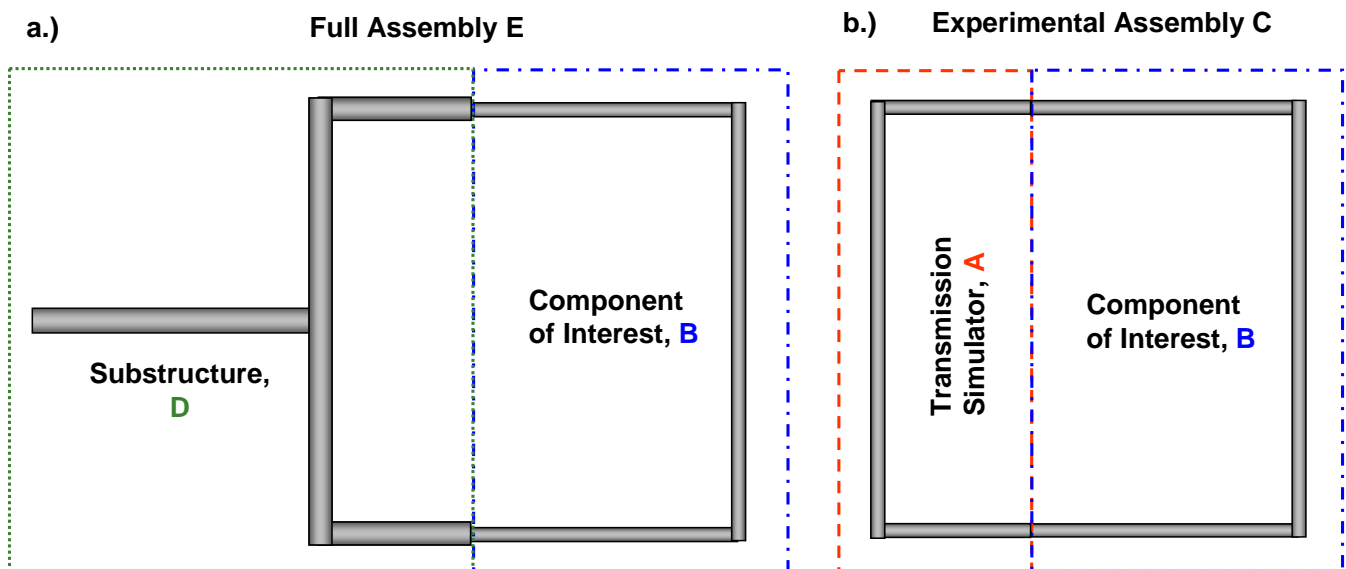 a.) Full Assembly E
Substructure,
D
Component
of Interest, B
b.) Experimental Assembly C
Transmission
Simulator, A
Component
of Interest, B